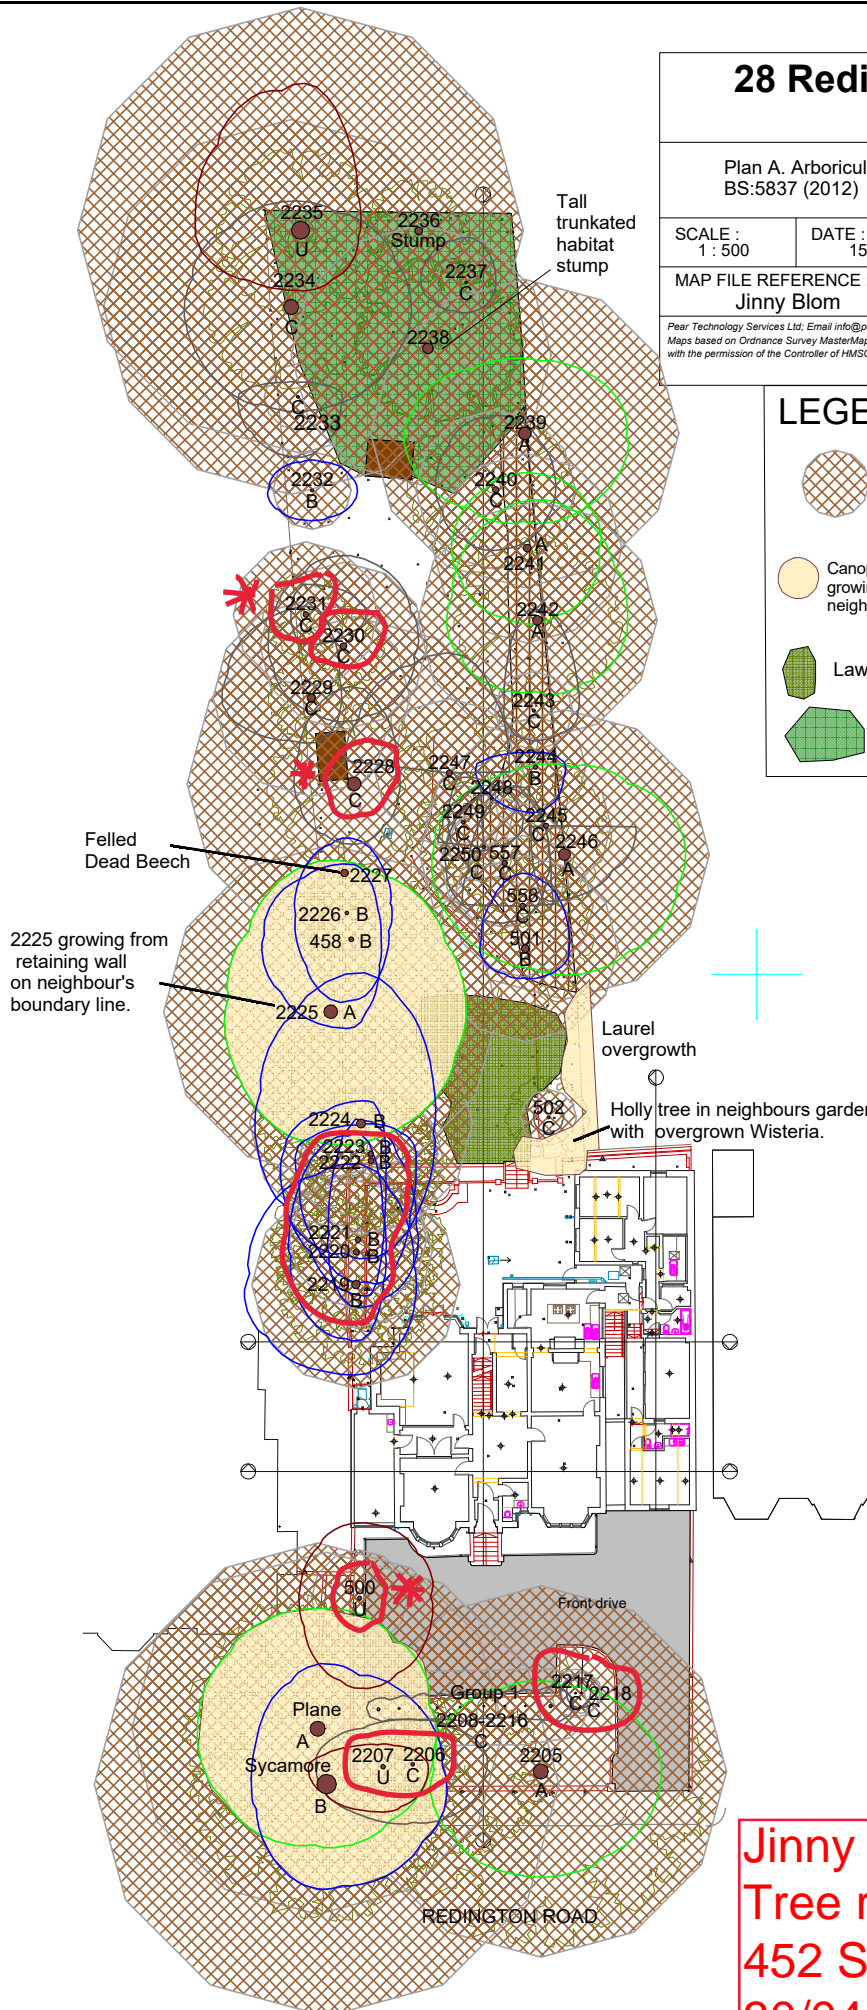 28 Redi
Plan A. Arboricul
BS:5837 (2012)
SCALE :
1 : 500
DATE :
15
MAP FILE REFERENCE
Jinny Blom
Pear Technology Services Ltd; Email info@p
Maps based on Ordnance Survey MasterMap
with the permission of the Controller of HMSO
LEGE
Canop
growi
neigh
Law
Tall
trunkated
habitat
stump
2235
U
2236
Stump
2237
C
2234
C
2238
C
2233
2239
A
2232
B
2240
C
A
2241
2231
C
2230
C
2242
A
2229
C
2243
C
2228
C
2247
C
2244
B
2248
2249
C
2245
C
2246
A
2250
C
557
C
558
C
501
B
Felled
Dead Beech
2227
2226 B
458 B
2225 growing from
retaining wall
on neighbour's
boundary line.
2225 A
Laurel
overgrowth
502
C
Holly tree in neighbours garden
with overgrown Wisteria.
2224 B
2223 B
2222 B
2221 B
2220 B
2219
B
500
U
Front drive
2217
C
2218
C
Group 1
2208-2216
C
Plane
A
Sycamore
B
2207
U
2206
C
2205
A
REDINGTON ROAD
Jinny
Tree r
452 S